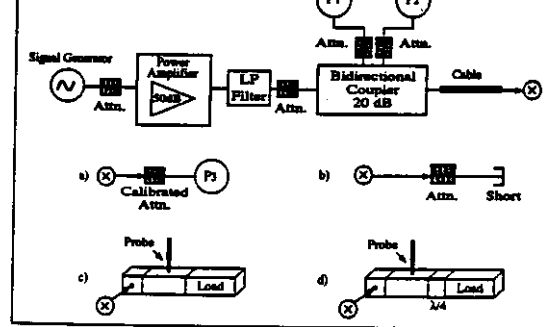 P1 P2
Attn. Attn.
Signal Generator
Attn.
Power
Amplifier
50dB
LP
Filter
Attn.
Bidirectional
Coupler
20 dB
Cable
X
a) X P3
Calibrated
Attn.
b) X
Attn. Short
Probe
c) Load
X
Probe
d) λ/4 Load
X